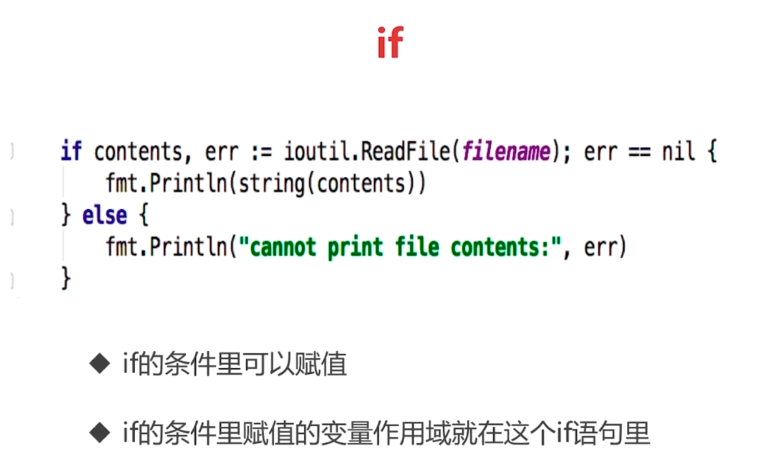 if
if contents, err := ioutil.ReadFile(filename); err == nil {
fmt.Println(string(contents))
} else {
fmt.Println("cannot print file contents:", err)
}
◆ if的条件里可以赋值
◆ if的条件里赋值的变量作用域就在这个if语句里